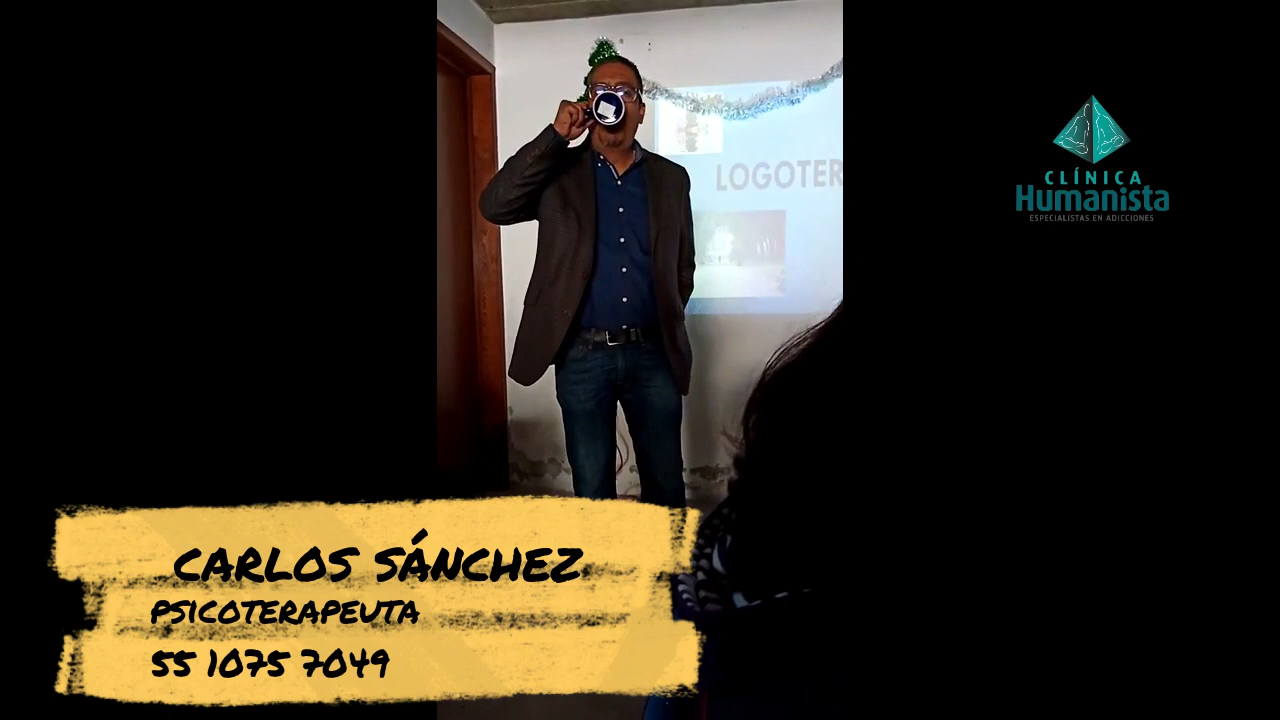 LOGOTER
CLÍNICA
Humanista
ESPECIALISTAS EN ADICCIONES
CARLOS SÁNCHEZ
PSICOTERAPEUTA
55 1075 7049